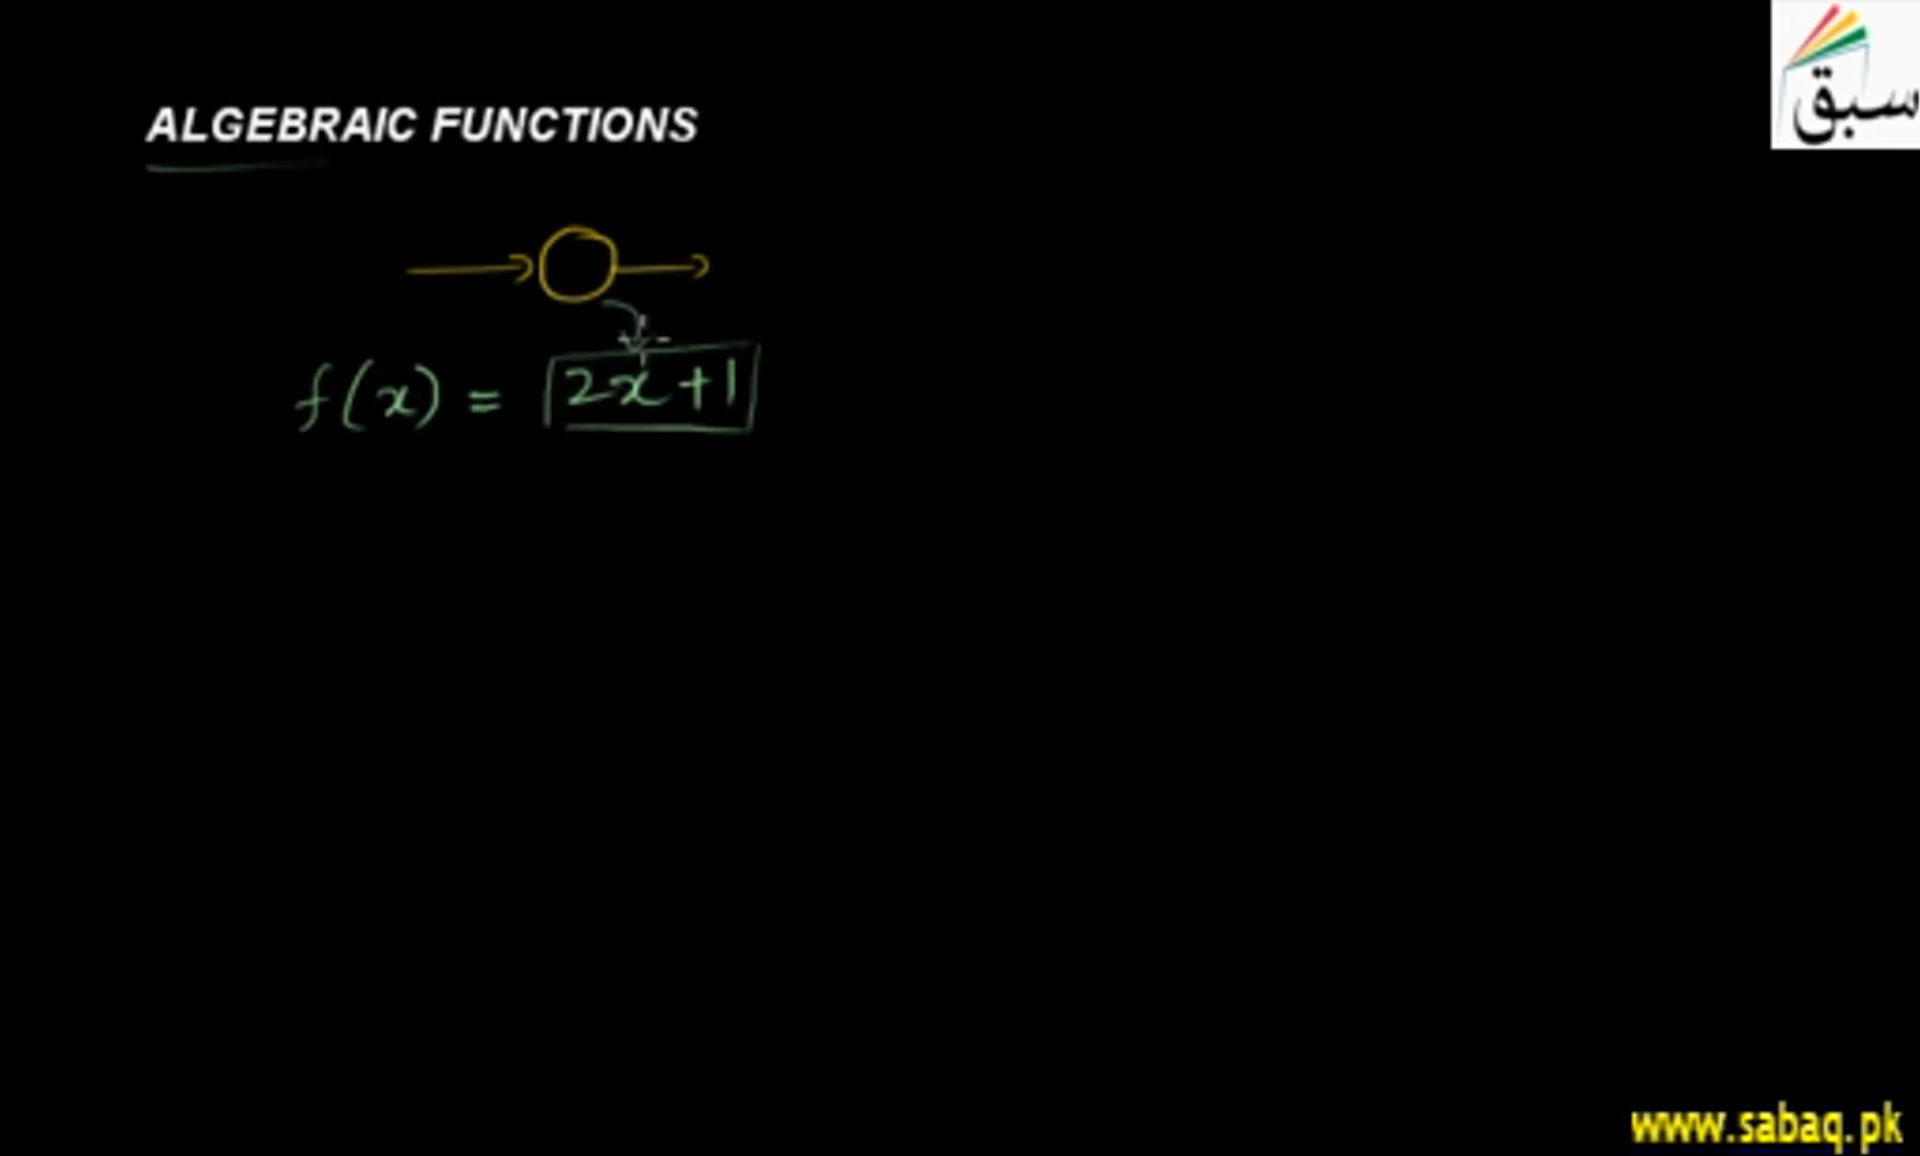 سبق
ALGEBRAIC FUNCTIONS
f(x) = 2x+1
www.sabaq.pk